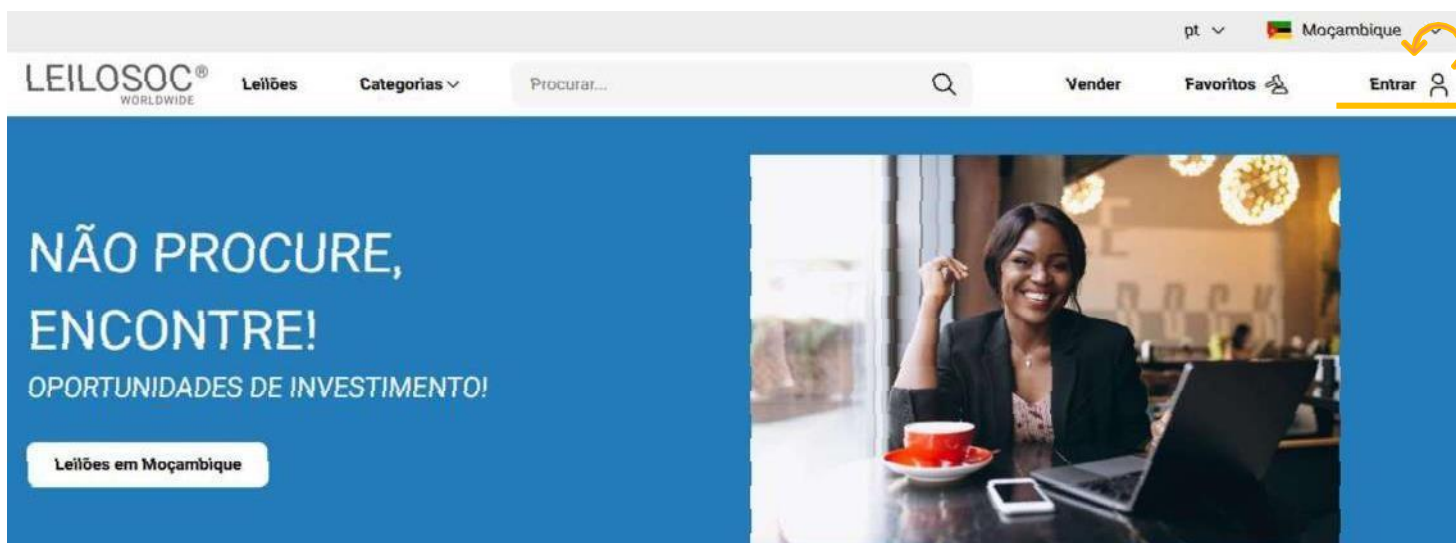 pt
Moçambique
LEILOSOC®
WORLDWIDE
Leilões
Categorias
Procurar...
Vender
Favoritos
Entrar
NÃO PROCURE,
ENCONTRE!
OPORTUNIDADES DE INVESTIMENTO!
Leilões em Moçambique